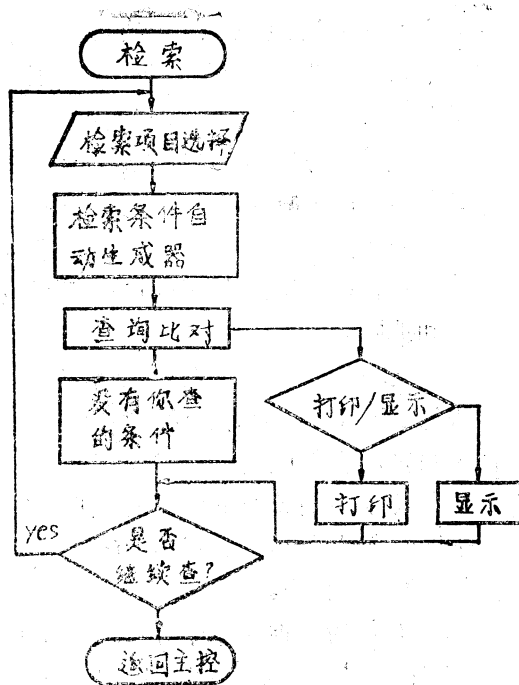 检索
检索项目选择
检索条件自
动生成器
查询比对
没有你查
的条件
打印/显示
打印
显示
yes
是否
继续查?
返回主控